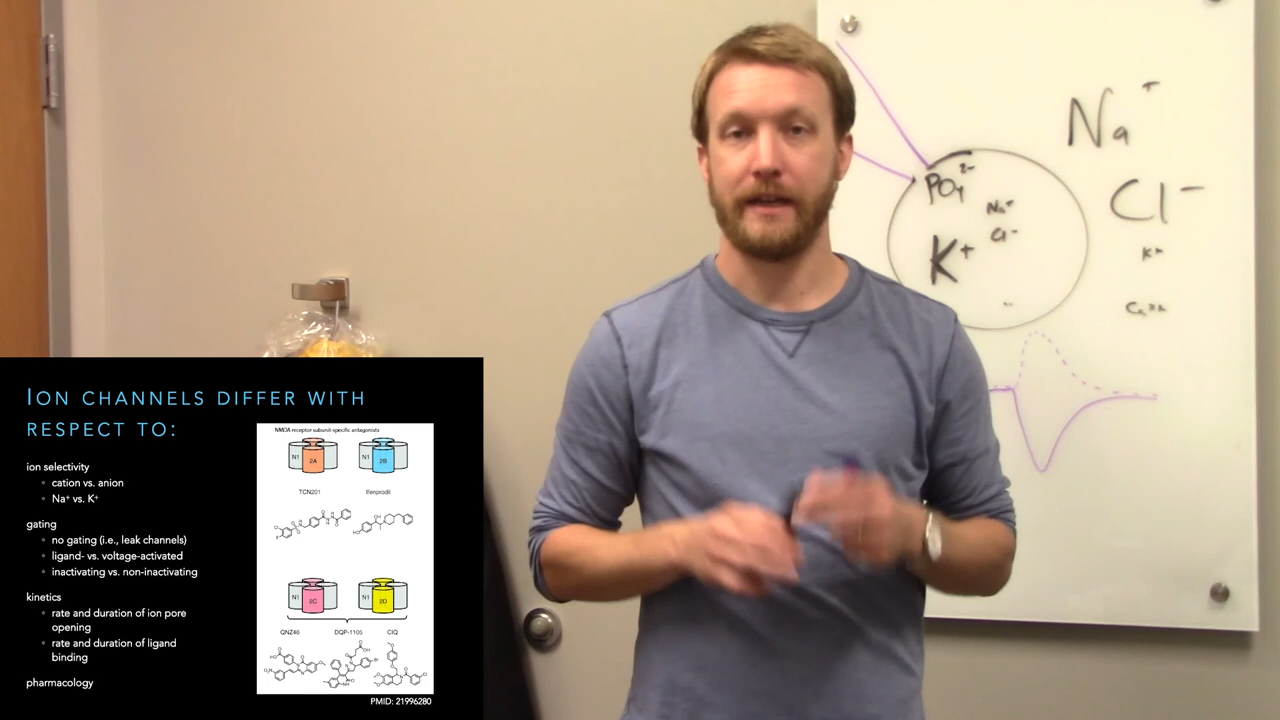 Na⁺
PO₄²⁻
Na⁺
Cl⁻
Cl⁻
K⁺
K⁺
ION CHANNELS DIFFER WITH
RESPECT TO:
ion selectivity
• cation vs. anion
• Na⁺ vs. K⁺
gating
• no gating (i.e., leak channels)
• ligand- vs. voltage-activated
• inactivating vs. non-inactivating
kinetics
• rate and duration of ion pore
opening
• rate and duration of ligand
binding
pharmacology
NMDA receptor subunit-specific antagonists
N1 2A N1 2B
TCN201 Ifenprodil
N1 2C N1 2D
QNZ46 DQP-1105 CIQ
PMID: 21996280